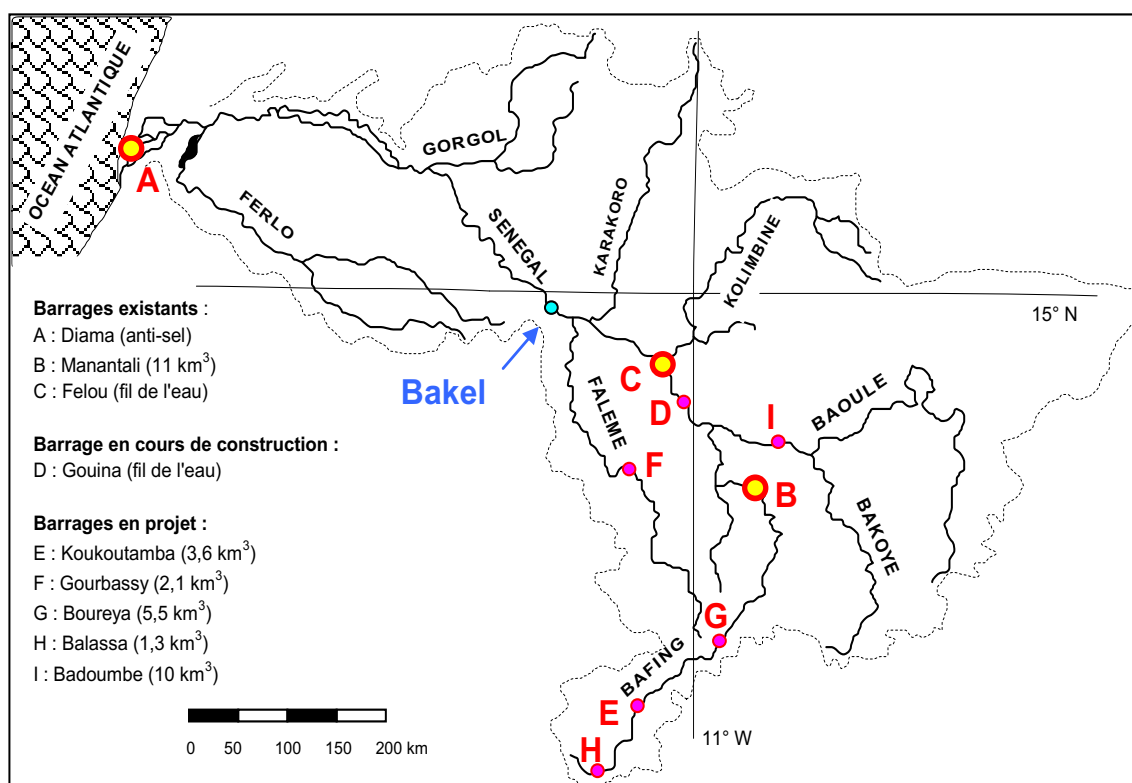 OCEAN ATLANTIQUE
A
GORGOL
FERLO
SENEGAL
KARAKORO
KOLIMBINE
15° N
Bakel
Barrages existants :
A : Diama (anti-sel)
B : Manantali (11 km³)
C : Felou (fil de l'eau)
Barrage en cours de construction :
D : Gouina (fil de l'eau)
Barrages en projet :
E : Koukoutamba (3,6 km³)
F : Gourbassy (2,1 km³)
G : Boureya (5,5 km³)
H : Balassa (1,3 km³)
I : Badoumbe (10 km³)
0 50 100 150 200 km
C
D
I
BAOULE
FALEME
F
B
BAKOYE
G
BAFING
E
H
11° W